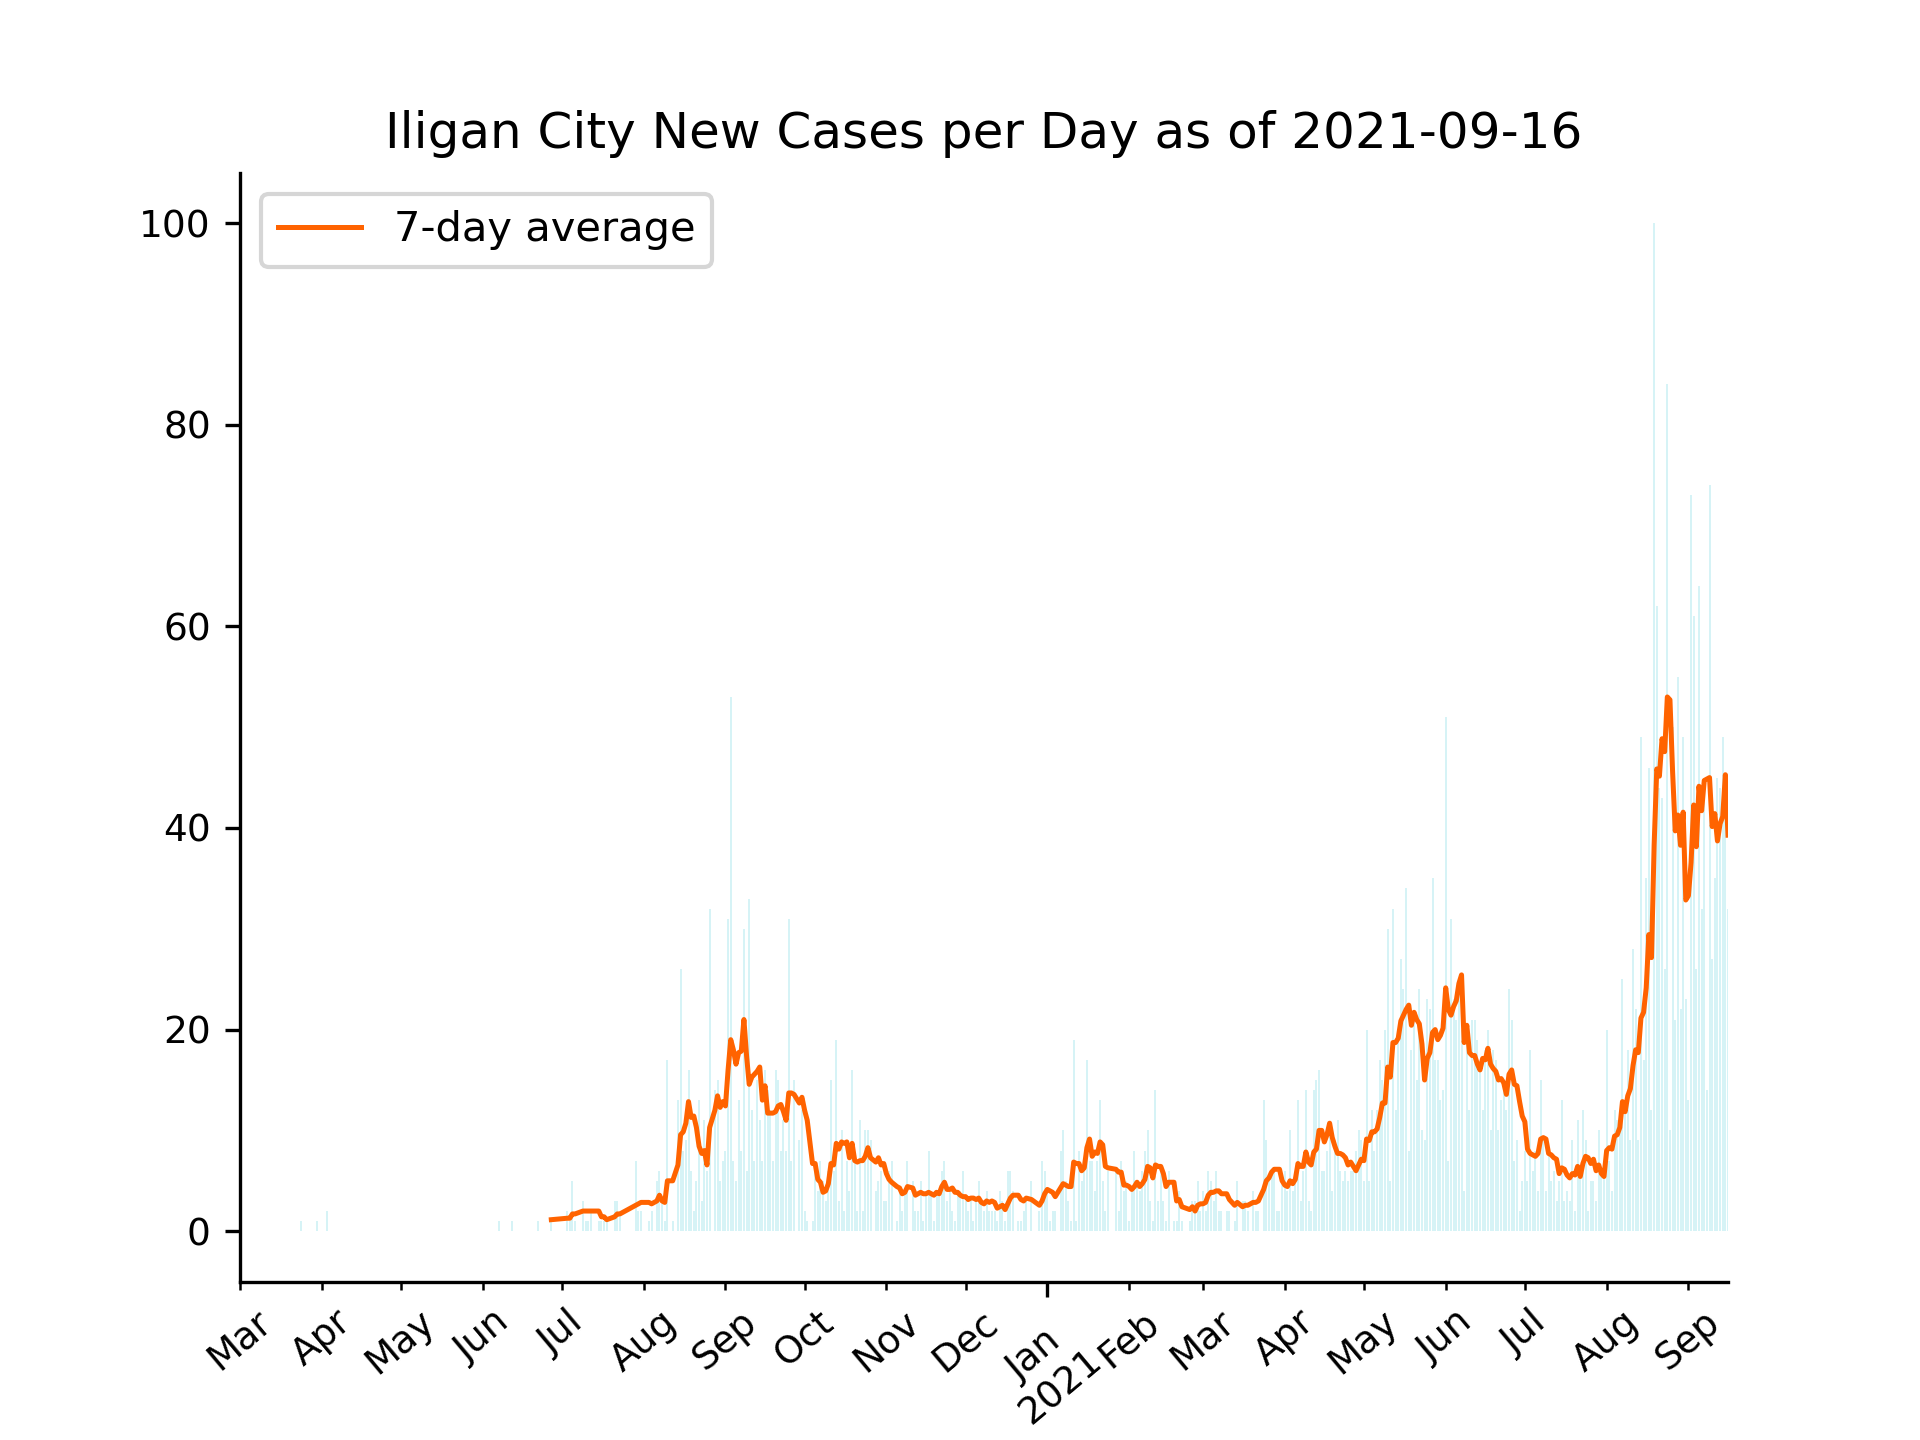 Iligan City New Cases per Day as of 2021-09-16
7-day average
100
80
60
40
20
0
Mar Apr May Jun Jul Aug Sep Oct Nov Dec Jan Feb Mar Apr May Jun Jul Aug Sep
2021